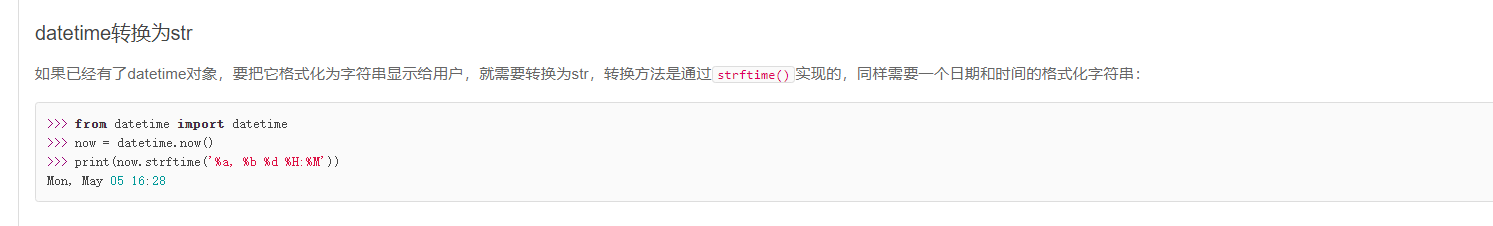 datetime转换为str
如果已经有了datetime对象，要把它格式化为字符串显示给用户，就需要转换为str，转换方法是通过strftime()实现的，同样需要一个日期和时间的格式化字符串：
>>> from datetime import datetime
>>> now = datetime.now()
>>> print(now.strftime('%a, %b %d %H:%M'))
Mon, May 05 16:28